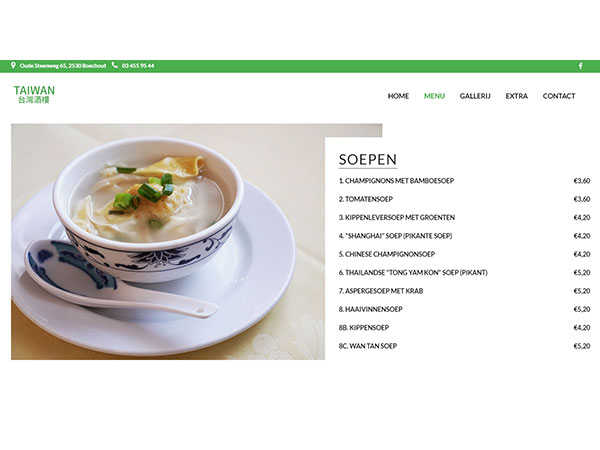 Oude Steenweg 65, 2530 Boechout 03 455 95 44
TAIWAN
台灣酒樓
HOME MENU GALLERIJ EXTRA CONTACT
SOEPEN
1. CHAMPIGNONS MET BAMBOESOEP €3,60
2. TOMATENSOEP €3,60
3. KIPPENLEVERSOEP MET GROENTEN €4,20
4. "SHANGHAI" SOEP (PIKANTE SOEP) €4,20
5. CHINESE CHAMPIGNONSOEP €4,20
6. THAILANDSE "TONG YAM KON" SOEP (PIKANT) €5,20
7. ASPERGESOEP MET KRAB €5,20
8. HAAIVINNENSOEP €5,20
8B. KIPPENSOEP €4,20
8C. WAN TAN SOEP €5,20